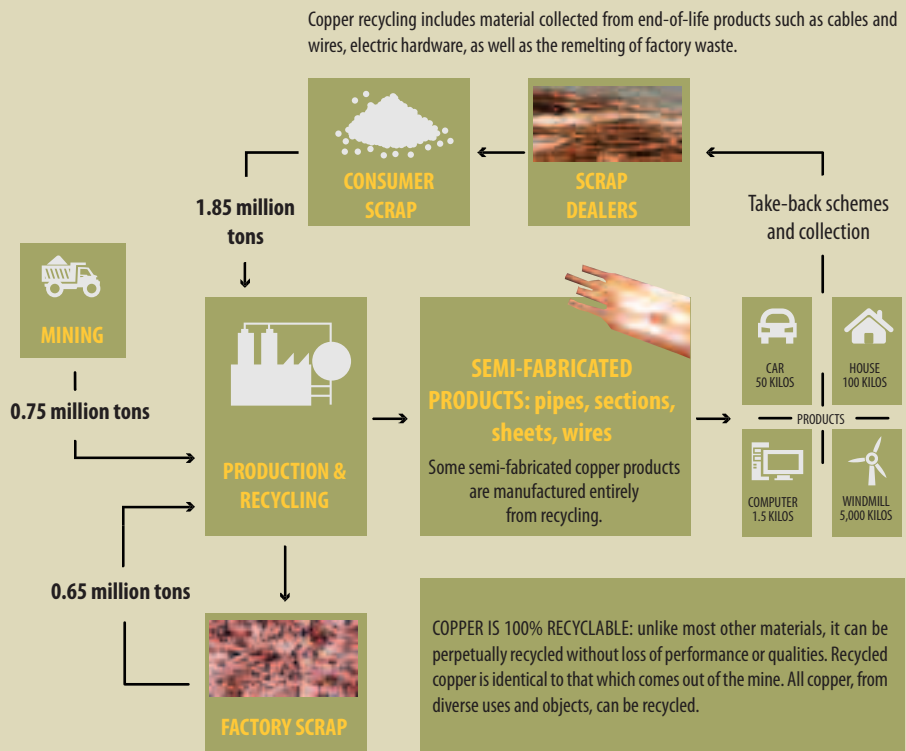 Copper recycling includes material collected from end-of-life products such as cables and
wires, electric hardware, as well as the remelting of factory waste.
CONSUMER
SCRAP
SCRAP
DEALERS
1.85 million
tons
Take-back schemes
and collection
MINING
0.75 million tons
PRODUCTION &
RECYCLING
SEMI-FABRICATED
PRODUCTS: pipes, sections,
sheets, wires
Some semi-fabricated copper products
are manufactured entirely
from recycling.
CAR
50 KILOS
HOUSE
100 KILOS
PRODUCTS
COMPUTER
1.5 KILOS
WINDMILL
5,000 KILOS
0.65 million tons
FACTORY SCRAP
COPPER IS 100% RECYCLABLE: unlike most other materials, it can be
perpetually recycled without loss of performance or qualities. Recycled
copper is identical to that which comes out of the mine. All copper, from
diverse uses and objects, can be recycled.